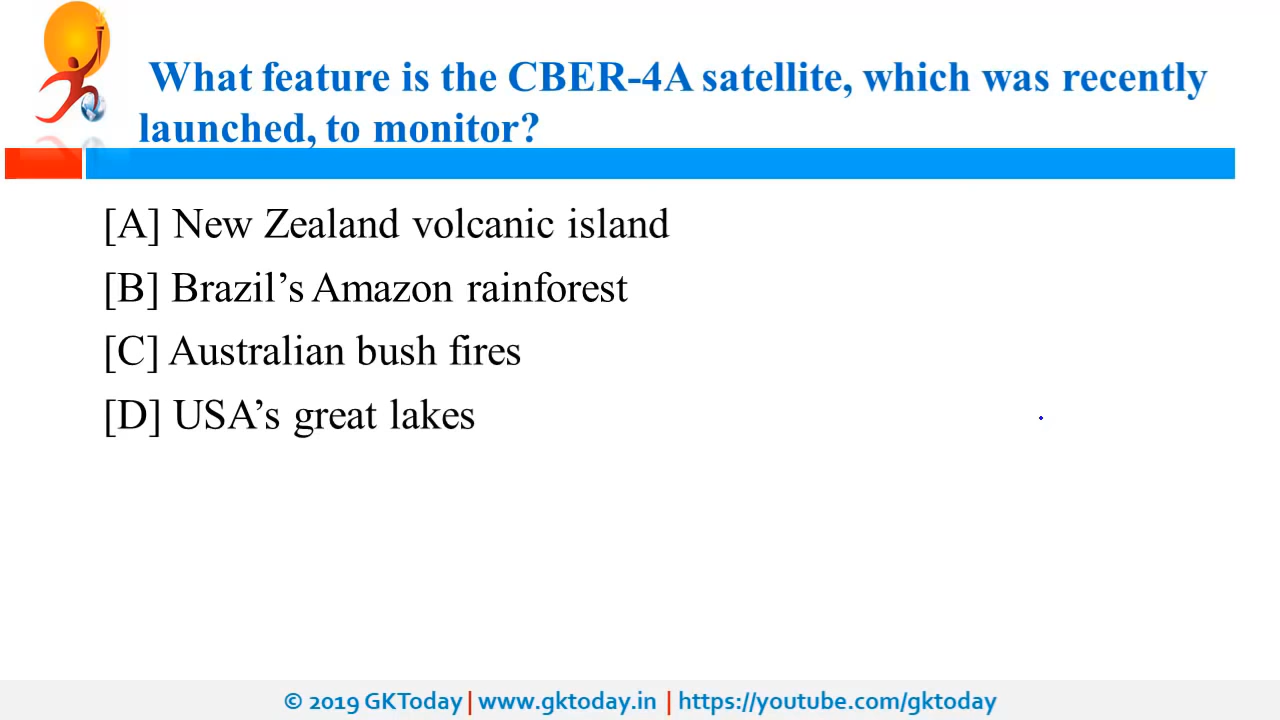 What feature is the CBER-4A satellite, which was recently
launched, to monitor?
[A] New Zealand volcanic island
[B] Brazil’s Amazon rainforest
[C] Australian bush fires
[D] USA’s great lakes
© 2019 GKToday | www.gktoday.in | https://youtube.com/gktoday